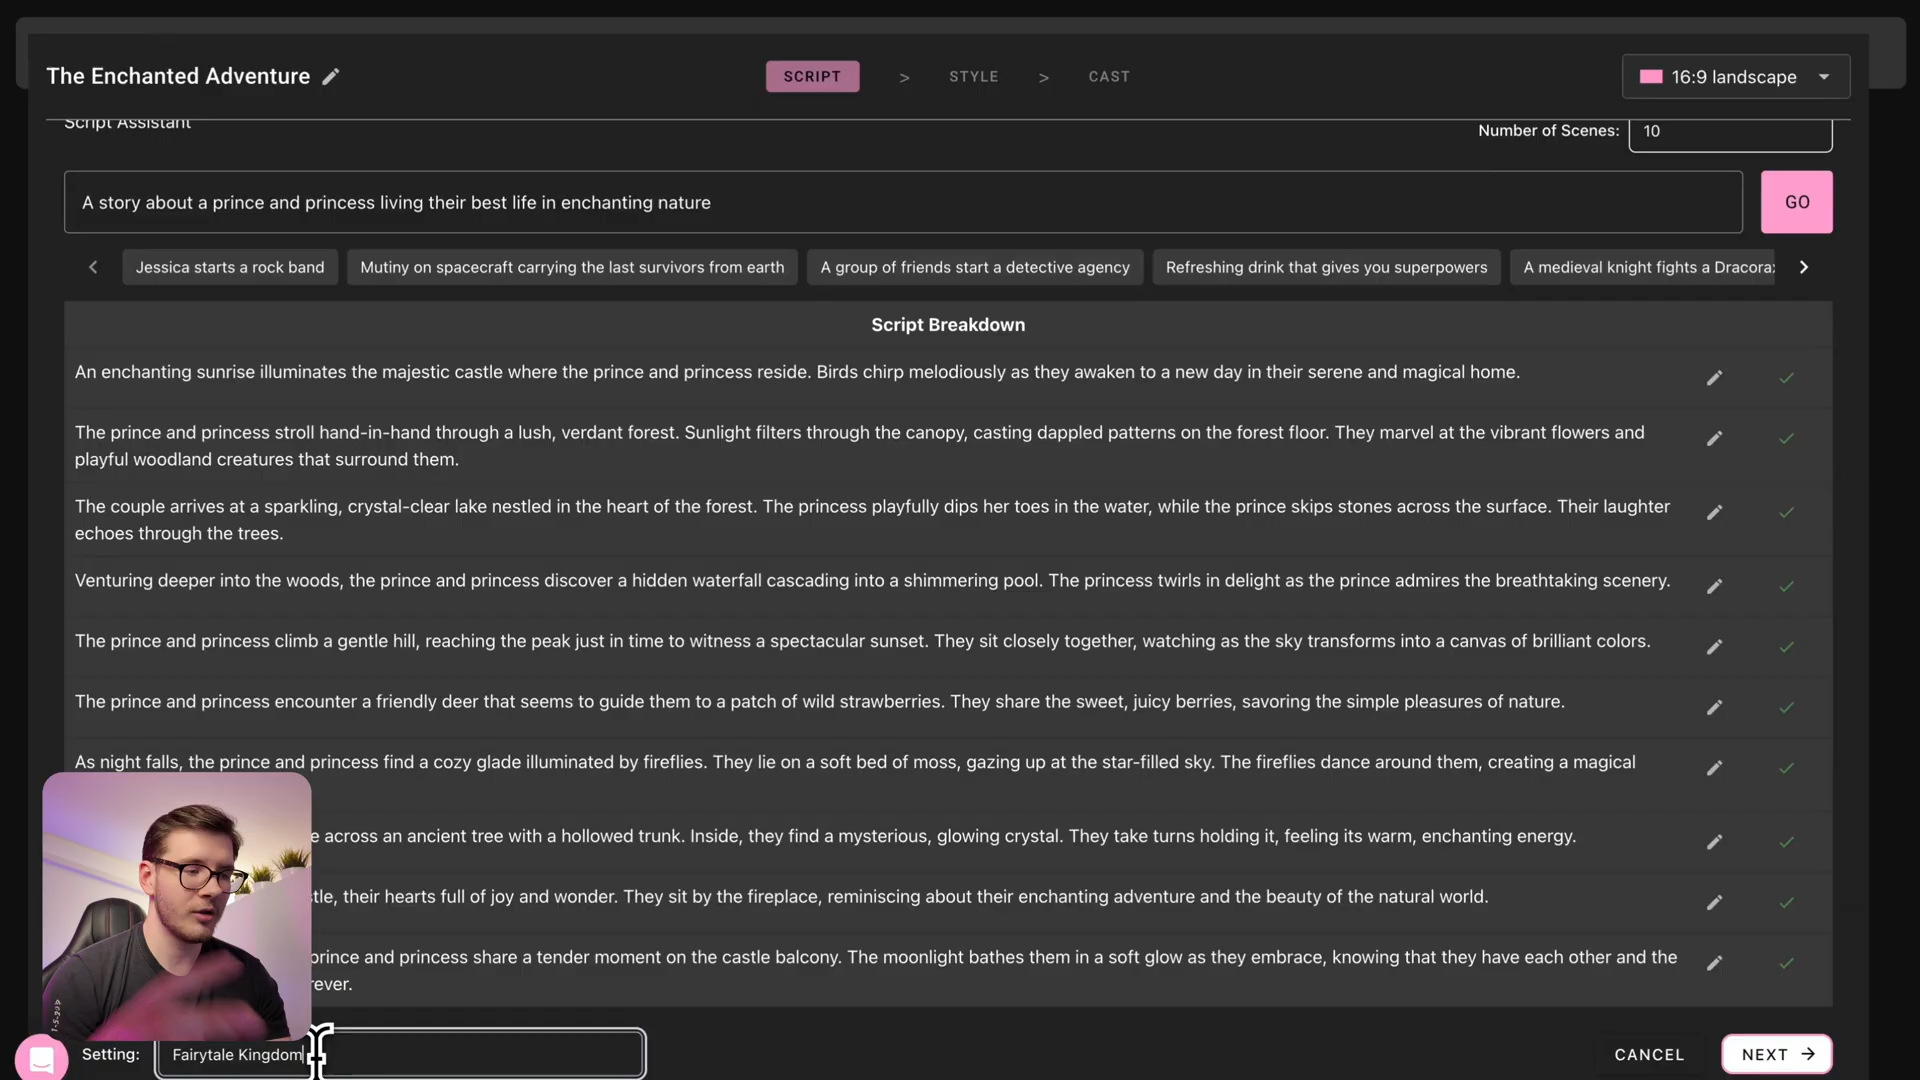 The Enchanted Adventure
SCRIPT > STYLE > CAST
16:9 landscape
Script Assistant
Number of Scenes: 10
A story about a prince and princess living their best life in enchanting nature
GO
Jessica starts a rock band
Mutiny on spacecraft carrying the last survivors from earth
A group of friends start a detective agency
Refreshing drink that gives you superpowers
A medieval knight fights a Dracora
Script Breakdown
An enchanting sunrise illuminates the majestic castle where the prince and princess reside. Birds chirp melodiously as they awaken to a new day in their serene and magical home.
The prince and princess stroll hand-in-hand through a lush, verdant forest. Sunlight filters through the canopy, casting dappled patterns on the forest floor. They marvel at the vibrant flowers and
playful woodland creatures that surround them.
The couple arrives at a sparkling, crystal-clear lake nestled in the heart of the forest. The princess playfully dips her toes in the water, while the prince skips stones across the surface. Their laughter
echoes through the trees.
Venturing deeper into the woods, the prince and princess discover a hidden waterfall cascading into a shimmering pool. The princess twirls in delight as the prince admires the breathtaking scenery.
The prince and princess climb a gentle hill, reaching the peak just in time to witness a spectacular sunset. They sit closely together, watching as the sky transforms into a canvas of brilliant colors.
The prince and princess encounter a friendly deer that seems to guide them to a patch of wild strawberries. They share the sweet, juicy berries, savoring the simple pleasures of nature.
As night falls, the prince and princess find a cozy glade illuminated by fireflies. They lie on a soft bed of moss, gazing up at the star-filled sky. The fireflies dance around them, creating a magical
across an ancient tree with a hollowed trunk. Inside, they find a mysterious, glowing crystal. They take turns holding it, feeling its warm, enchanting energy.
stle, their hearts full of joy and wonder. They sit by the fireplace, reminiscing about their enchanting adventure and the beauty of the natural world.
prince and princess share a tender moment on the castle balcony. The moonlight bathes them in a soft glow as they embrace, knowing that they have each other and the
rever.
Setting: Fairytale Kingdom
CANCEL
NEXT